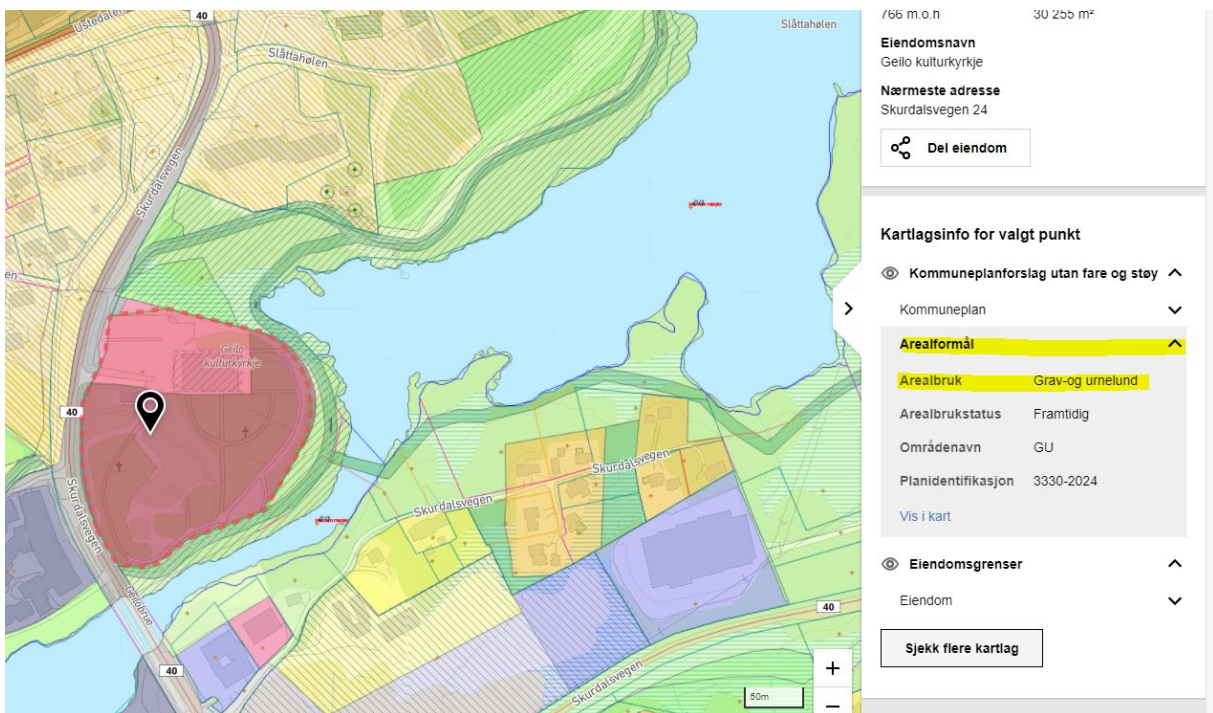 Ustedalen
40
Slåttahølen
Slåttahølen
Skurdalsvegen
Geilo
kulturkyrkje
40
Skurdalsvegen
Skurdalsvegen
Skurdalsvegen
Geilobrue
40
40
Skurdalsvegen
50m
+
−
766 m.o.h 30 255 m²
Eiendomsnavn
Geilo kulturkyrkje
Nærmeste adresse
Skurdalsvegen 24
Del eiendom
Kartlagsinfo for valgt punkt
Kommuneplanforslag utan fare og støy
Kommuneplan
Arealformål
Arealbruk Grav-og urnelund
Arealbrukstatus Framtidig
Områdenavn GU
Planidentifikasjon 3330-2024
Vis i kart
Eiendomsgrenser
Eiendom
Sjekk flere kartlag